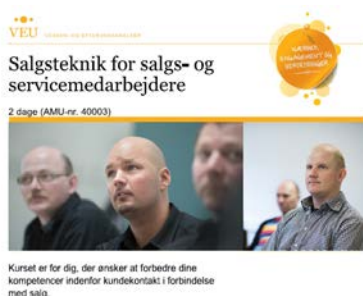 VEU
Salgsteknik for salgs- og
servicemedarbejdere
2 dage (AMU-nr. 40003)
Kurset er for dig, der ønsker at forbedre dine
kompetencer indenfor kundekontakt i forbindelse
med salg.